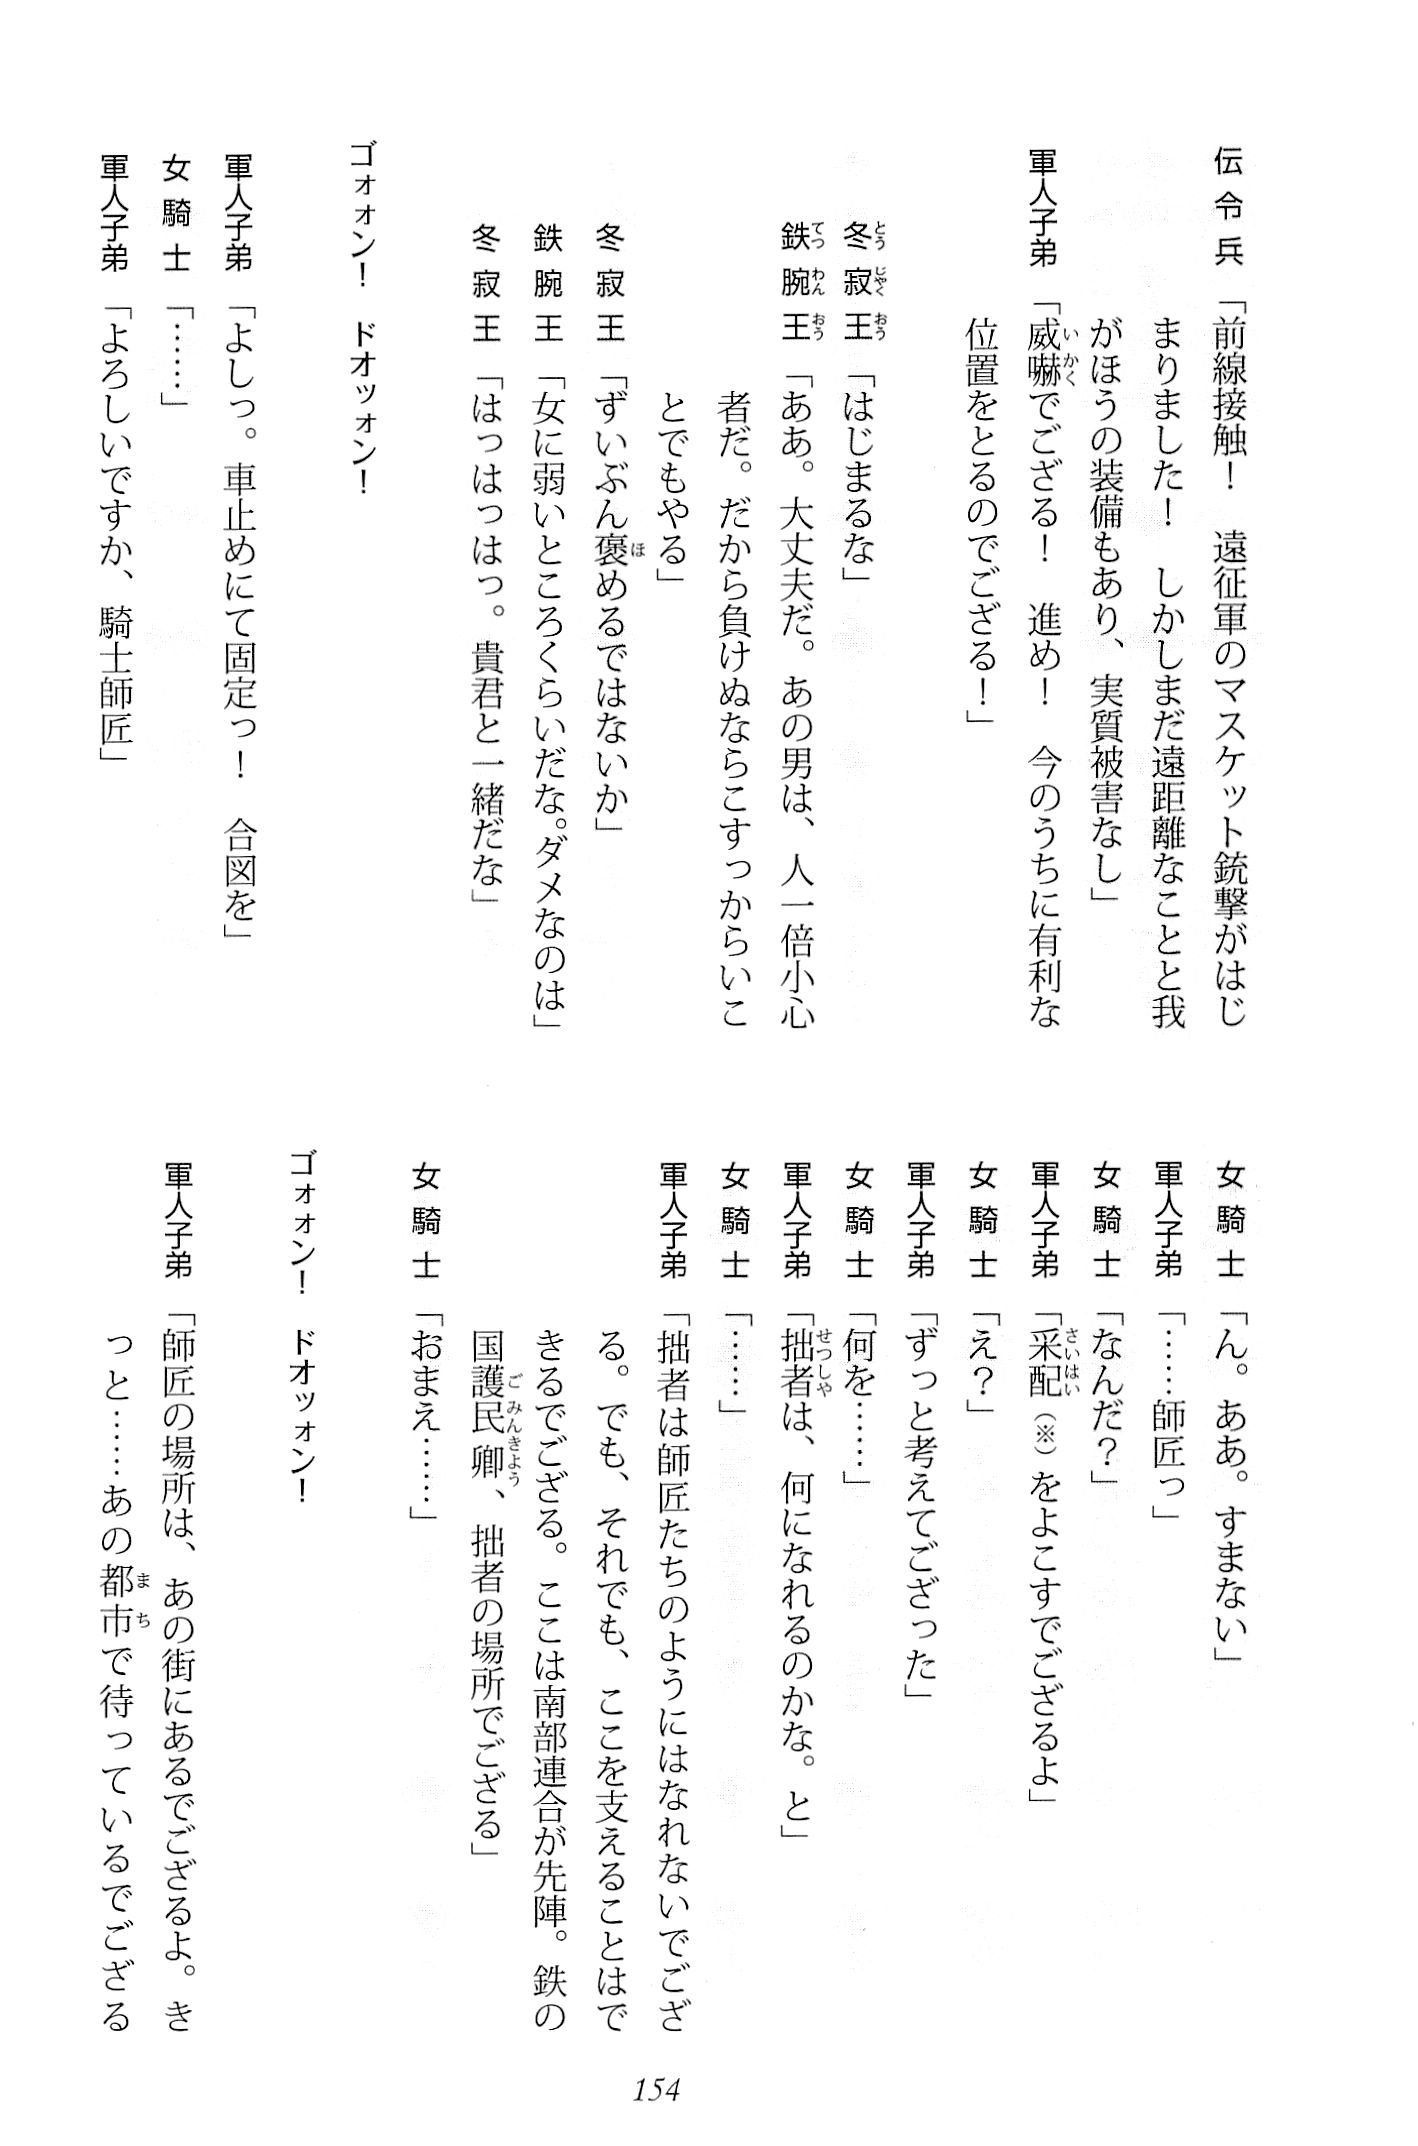 伝令兵「前線接触！　遠征軍のマスケット銃撃がはじ
まりました！　しかしまだ遠距離なことと我
がほうの装備もあり、実質被害なし」
軍人子弟「威嚇でござる！　進め！　今のうちに有利な
位置をとるのでござる！」
冬寂王「はじまるな」
鉄腕王「ああ。大丈夫だ。あの男は、人一倍小心
者だ。だから負けぬならこすっからいこ
とでもやる」
冬寂王「ずいぶん褒めるではないか」
鉄腕王「女に弱いところくらいだな。ダメなのは」
冬寂王「はっはっはっ。貴君と一緒だな」
ゴォォン！　ドオッォン！
軍人子弟「よしっ。車止めにて固定っ！　合図を」
女騎士「……」
軍人子弟「よろしいですか、騎士師匠」
女騎士「ん。ああ。すまない」
軍人子弟「……師匠っ」
女騎士「なんだ？」
軍人子弟「采配（※）をよこすでござるよ」
女騎士「え？」
軍人子弟「ずっと考えてござった」
女騎士「何を……」
軍人子弟「拙者は、何になれるのかな。と」
女騎士「……」
軍人子弟「拙者は師匠たちのようにはなれないでござ
る。でも、それでも、ここを支えることはで
きるでござる。ここは南部連合が先陣。鉄の
国護民卿、拙者の場所でござる」
女騎士「おまえ……」
ゴォォン！　ドオッォン！
軍人子弟「師匠の場所は、あの街にあるでござるよ。き
っと……あの都市で待っているでござる
154